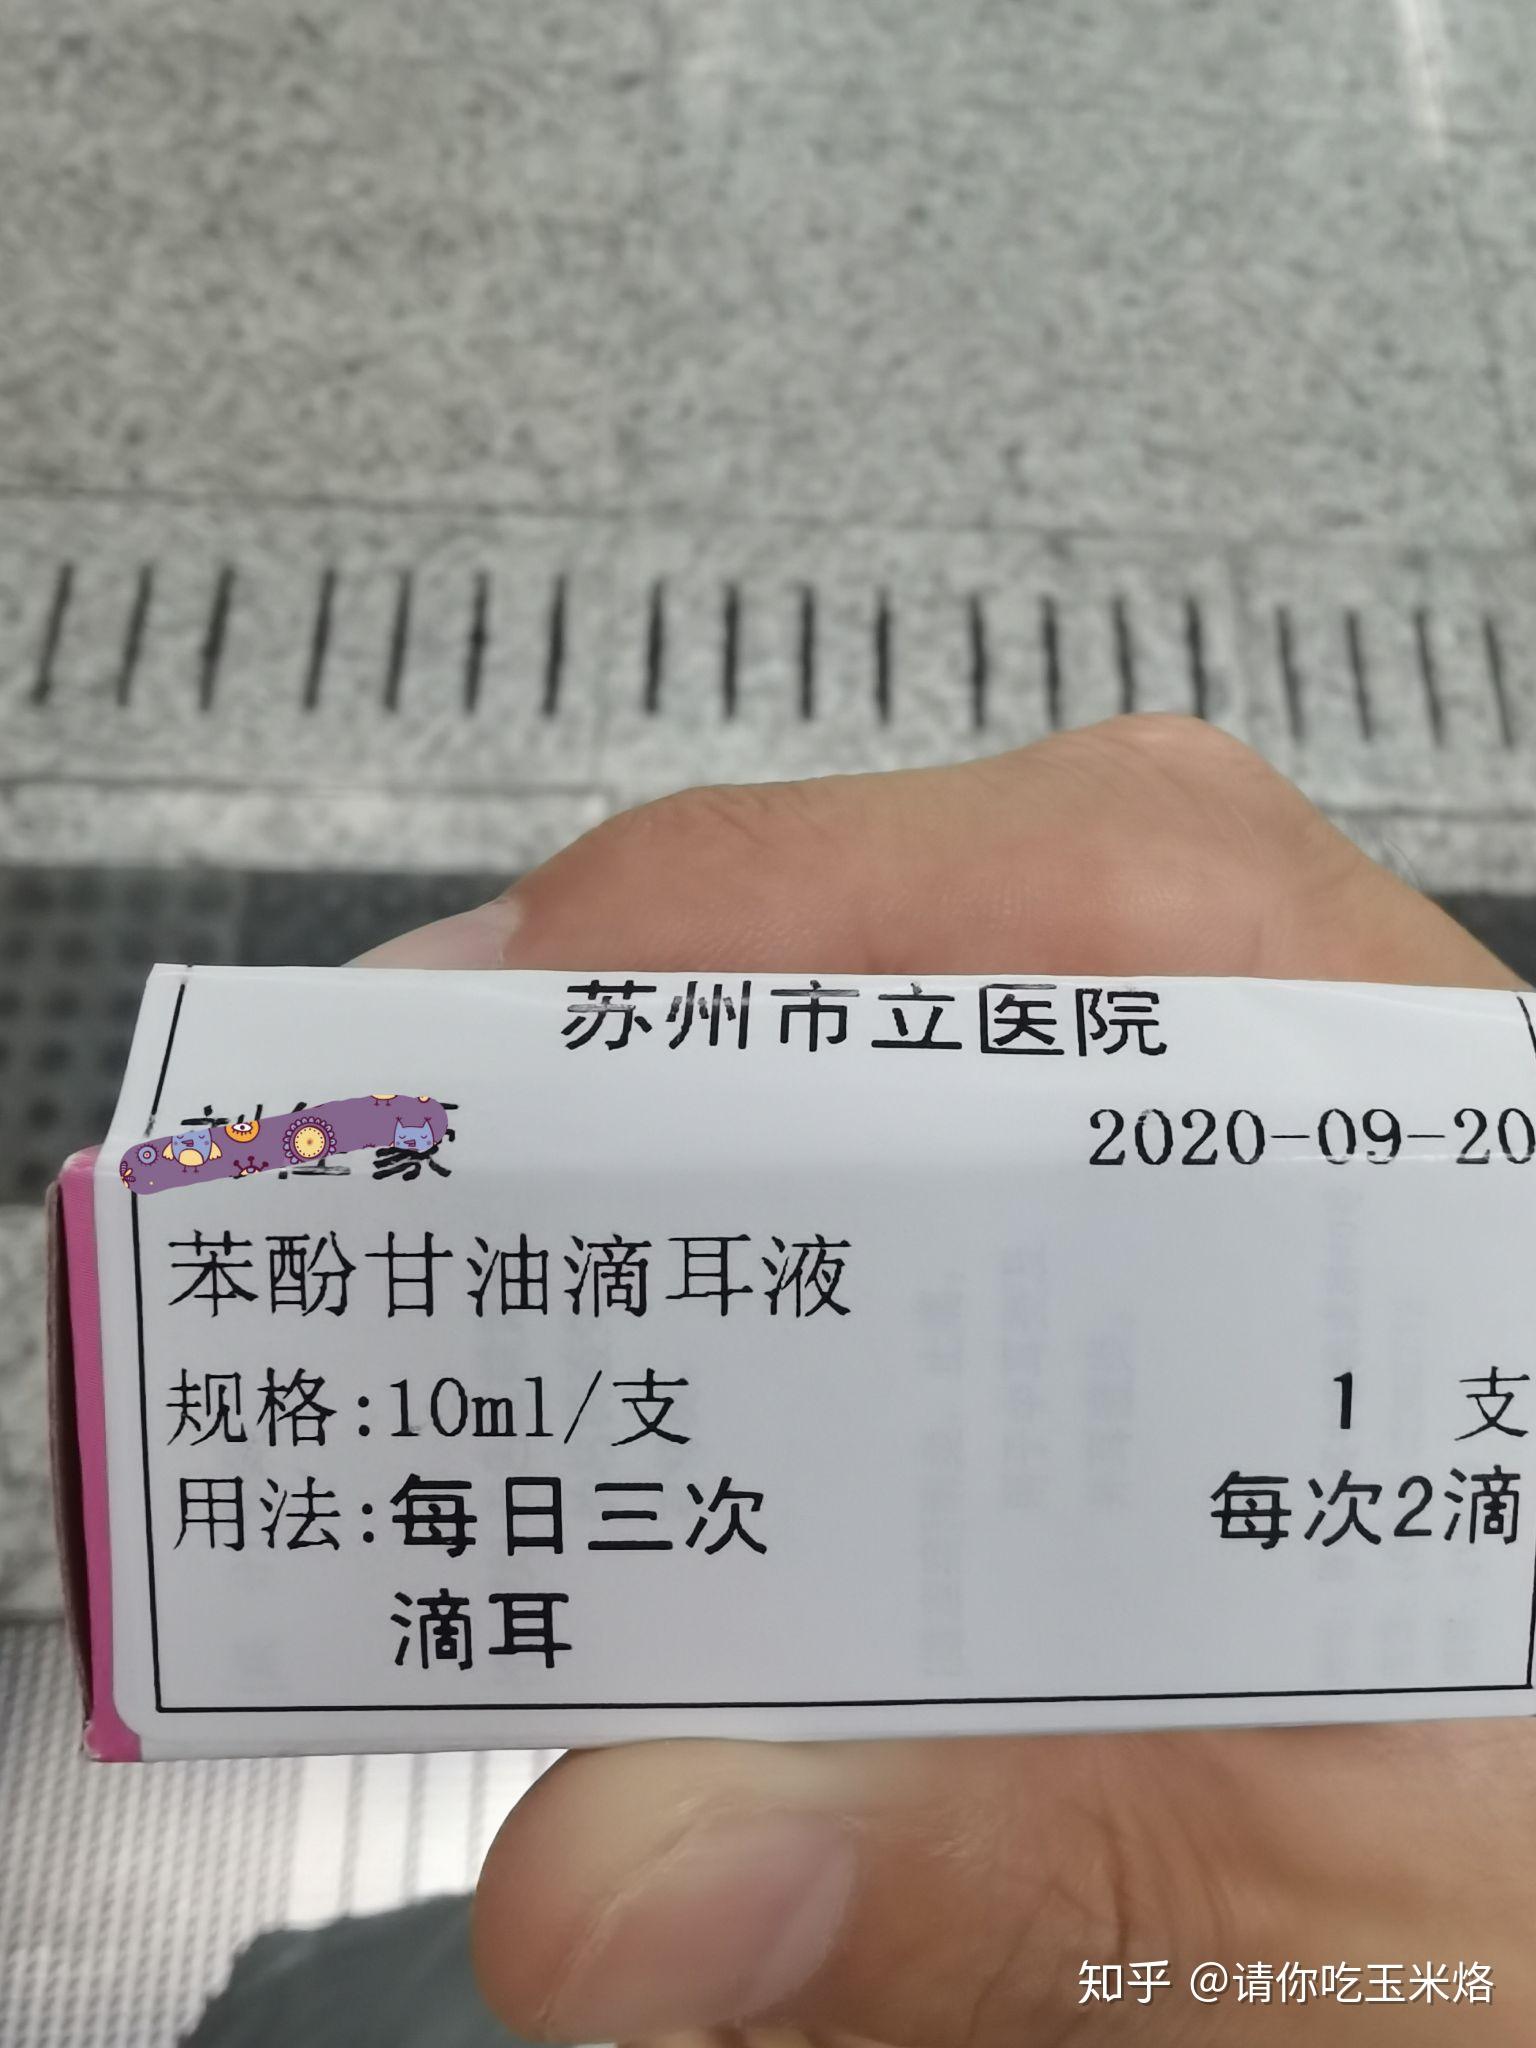 苏州市立医院
2020-09-20
苯酚甘油滴耳液
规格:10ml/支 1 支
用法:每日三次 每次2滴
滴耳
知乎 @请你吃玉米烙